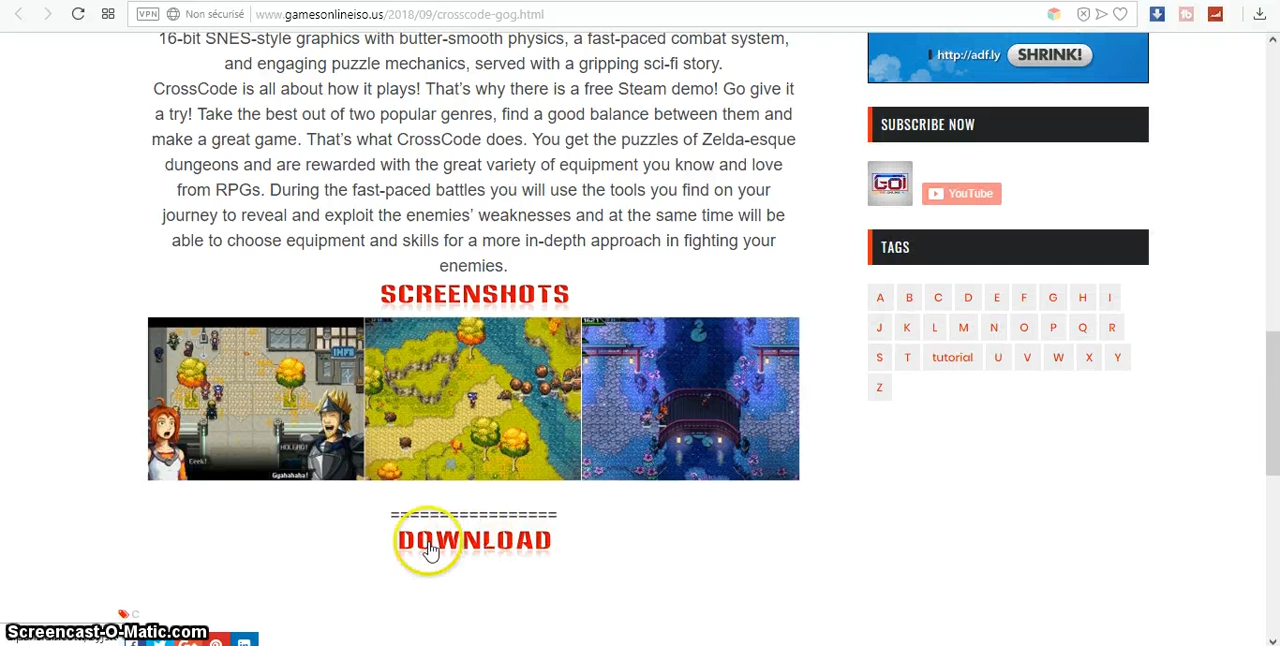 VPN Non sécurisé www.gamesonlineiso.us/2018/09/crosscode-gog.html
16-bit SNES-style graphics with butter-smooth physics, a fast-paced combat system,
and engaging puzzle mechanics, served with a gripping sci-fi story.
CrossCode is all about how it plays! That’s why there is a free Steam demo! Go give it
a try! Take the best out of two popular genres, find a good balance between them and
make a great game. That’s what CrossCode does. You get the puzzles of Zelda-esque
dungeons and are rewarded with the great variety of equipment you know and love
from RPGs. During the fast-paced battles you will use the tools you find on your
journey to reveal and exploit the enemies’ weaknesses and at the same time will be
able to choose equipment and skills for a more in-depth approach in fighting your
enemies.
SCREENSHOTS
INFO
Eeek!
HOLERO!
Gyahahaha!
================
DOWNLOAD
C
Screencast-O-Matic.com
http://adf.ly SHRINK!
SUBSCRIBE NOW
GO!
YouTube
TAGS
A B C D E F G H I
J K L M N O P Q R
S T tutorial U V W X Y
Z